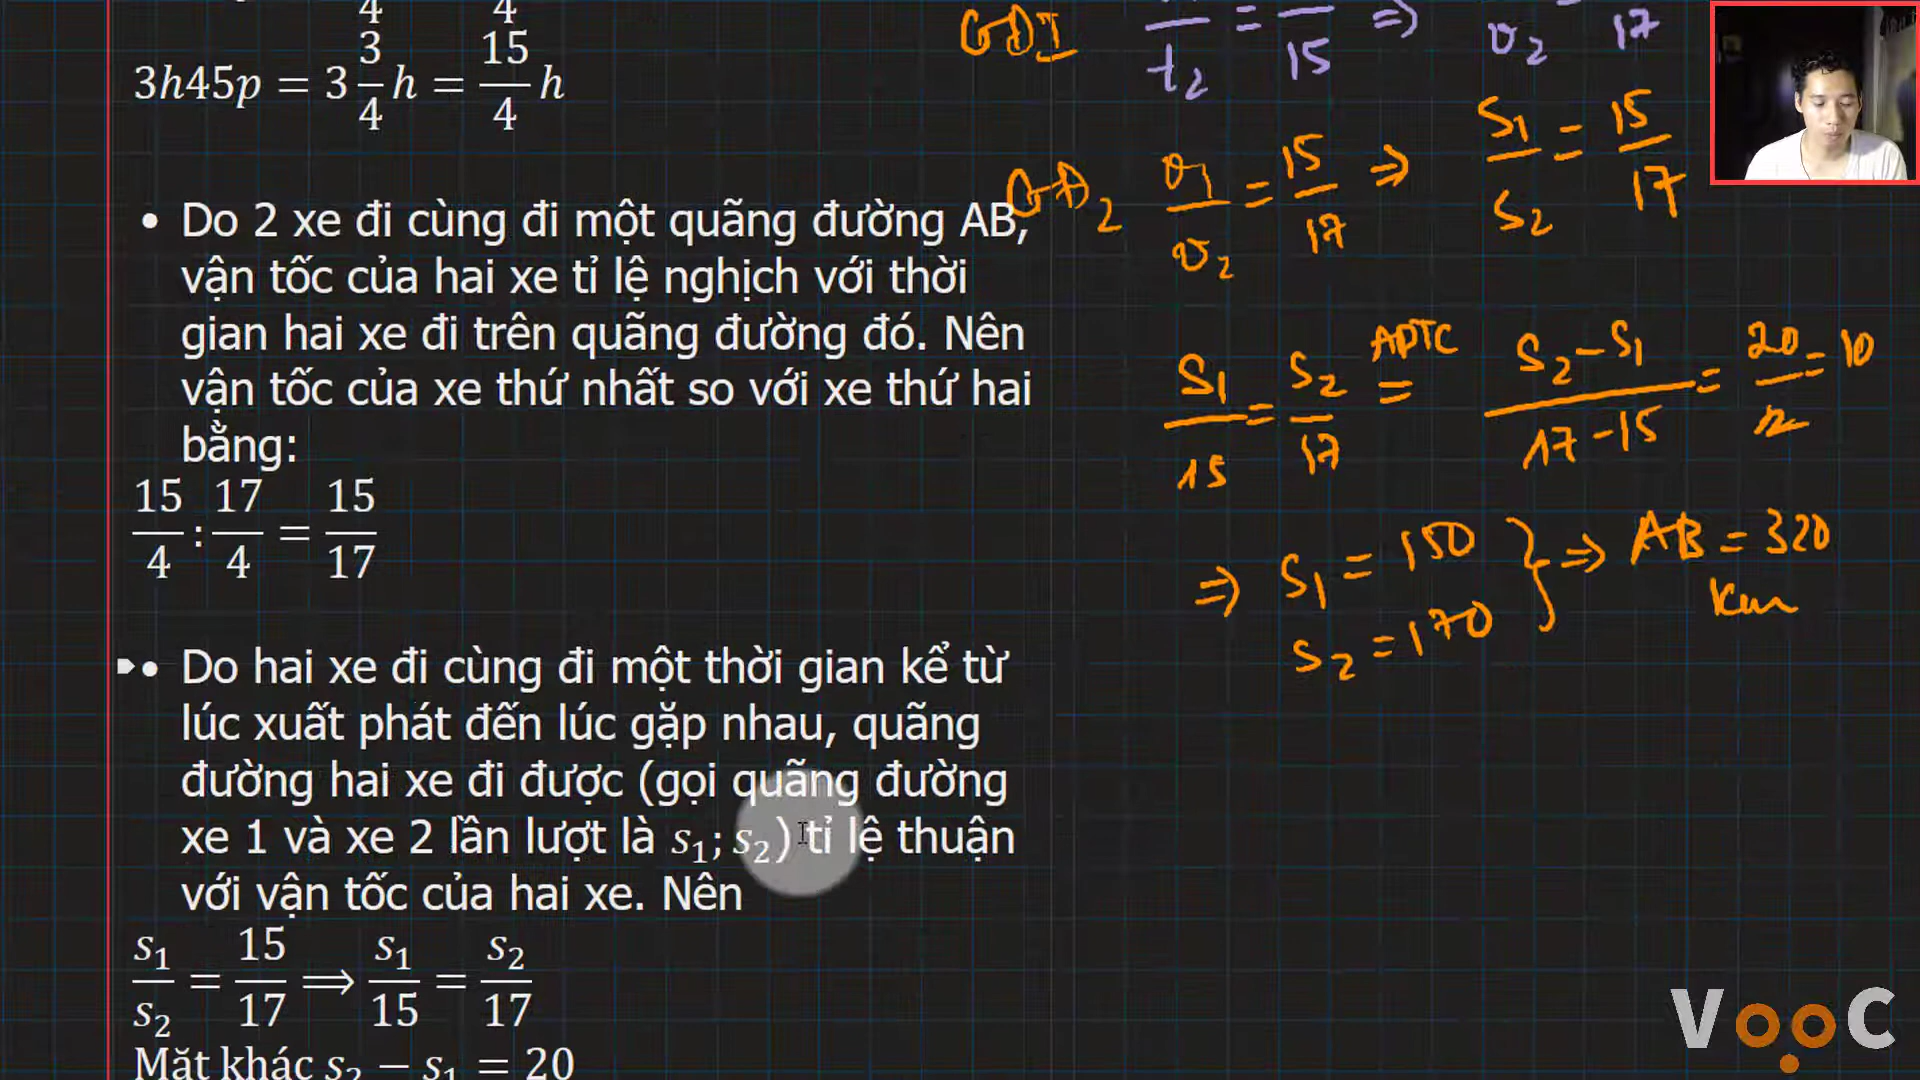 4 4
3h45p = 3 3/4 h = 15/4 h
• Do 2 xe đi cùng đi một quãng đường AB,
vận tốc của hai xe tỉ lệ nghịch với thời
gian hai xe đi trên quãng đường đó. Nên
vận tốc của xe thứ nhất so với xe thứ hai
bằng:
15/4 : 17/4 = 15/17
• Do hai xe đi cùng đi một thời gian kể từ
lúc xuất phát đến lúc gặp nhau, quãng
đường hai xe đi được (gọi quãng đường
xe 1 và xe 2 lần lượt là s₁; s₂) tỉ lệ thuận
với vận tốc của hai xe. Nên
s₁/s₂ = 15/17 ⟹ s₁/15 = s₂/17
Mặt khác s₂ − s₁ = 20
GĐ1 /t₂ = /15 ⇒ v₂ = 17
GĐ2 v₁/v₂ = 15/17 ⇒ S₁/S₂ = 15/17
S₁/15 = S₂/17 ADTC = S₂−S₁/17−15 = 20/2 = 10
⇒ S₁ = 150
S₂ = 170 } ⇒ AB = 320
km
VooC